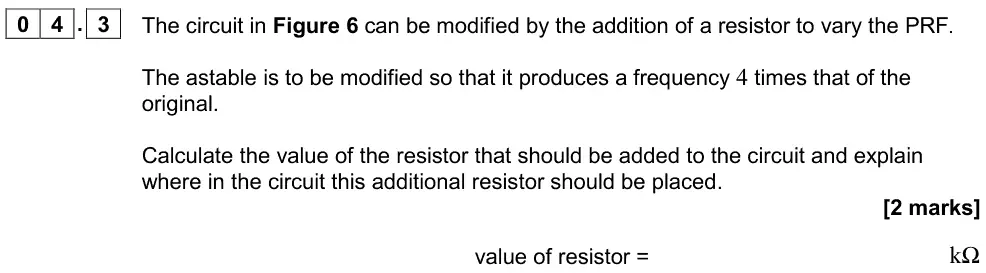 0 4 . 3 The circuit in Figure 6 can be modified by the addition of a resistor to vary the PRF.
The astable is to be modified so that it produces a frequency 4 times that of the
original.
Calculate the value of the resistor that should be added to the circuit and explain
where in the circuit this additional resistor should be placed.
[2 marks]
value of resistor = kΩ